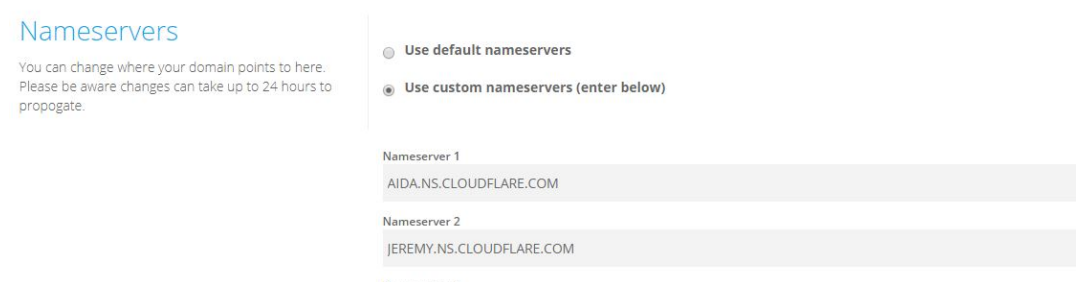 Nameservers
You can change where your domain points to here.
Please be aware changes can take up to 24 hours to
propogate.
Use default nameservers
Use custom nameservers (enter below)
Nameserver 1
AIDA.NS.CLOUDFLARE.COM
Nameserver 2
JEREMY.NS.CLOUDFLARE.COM